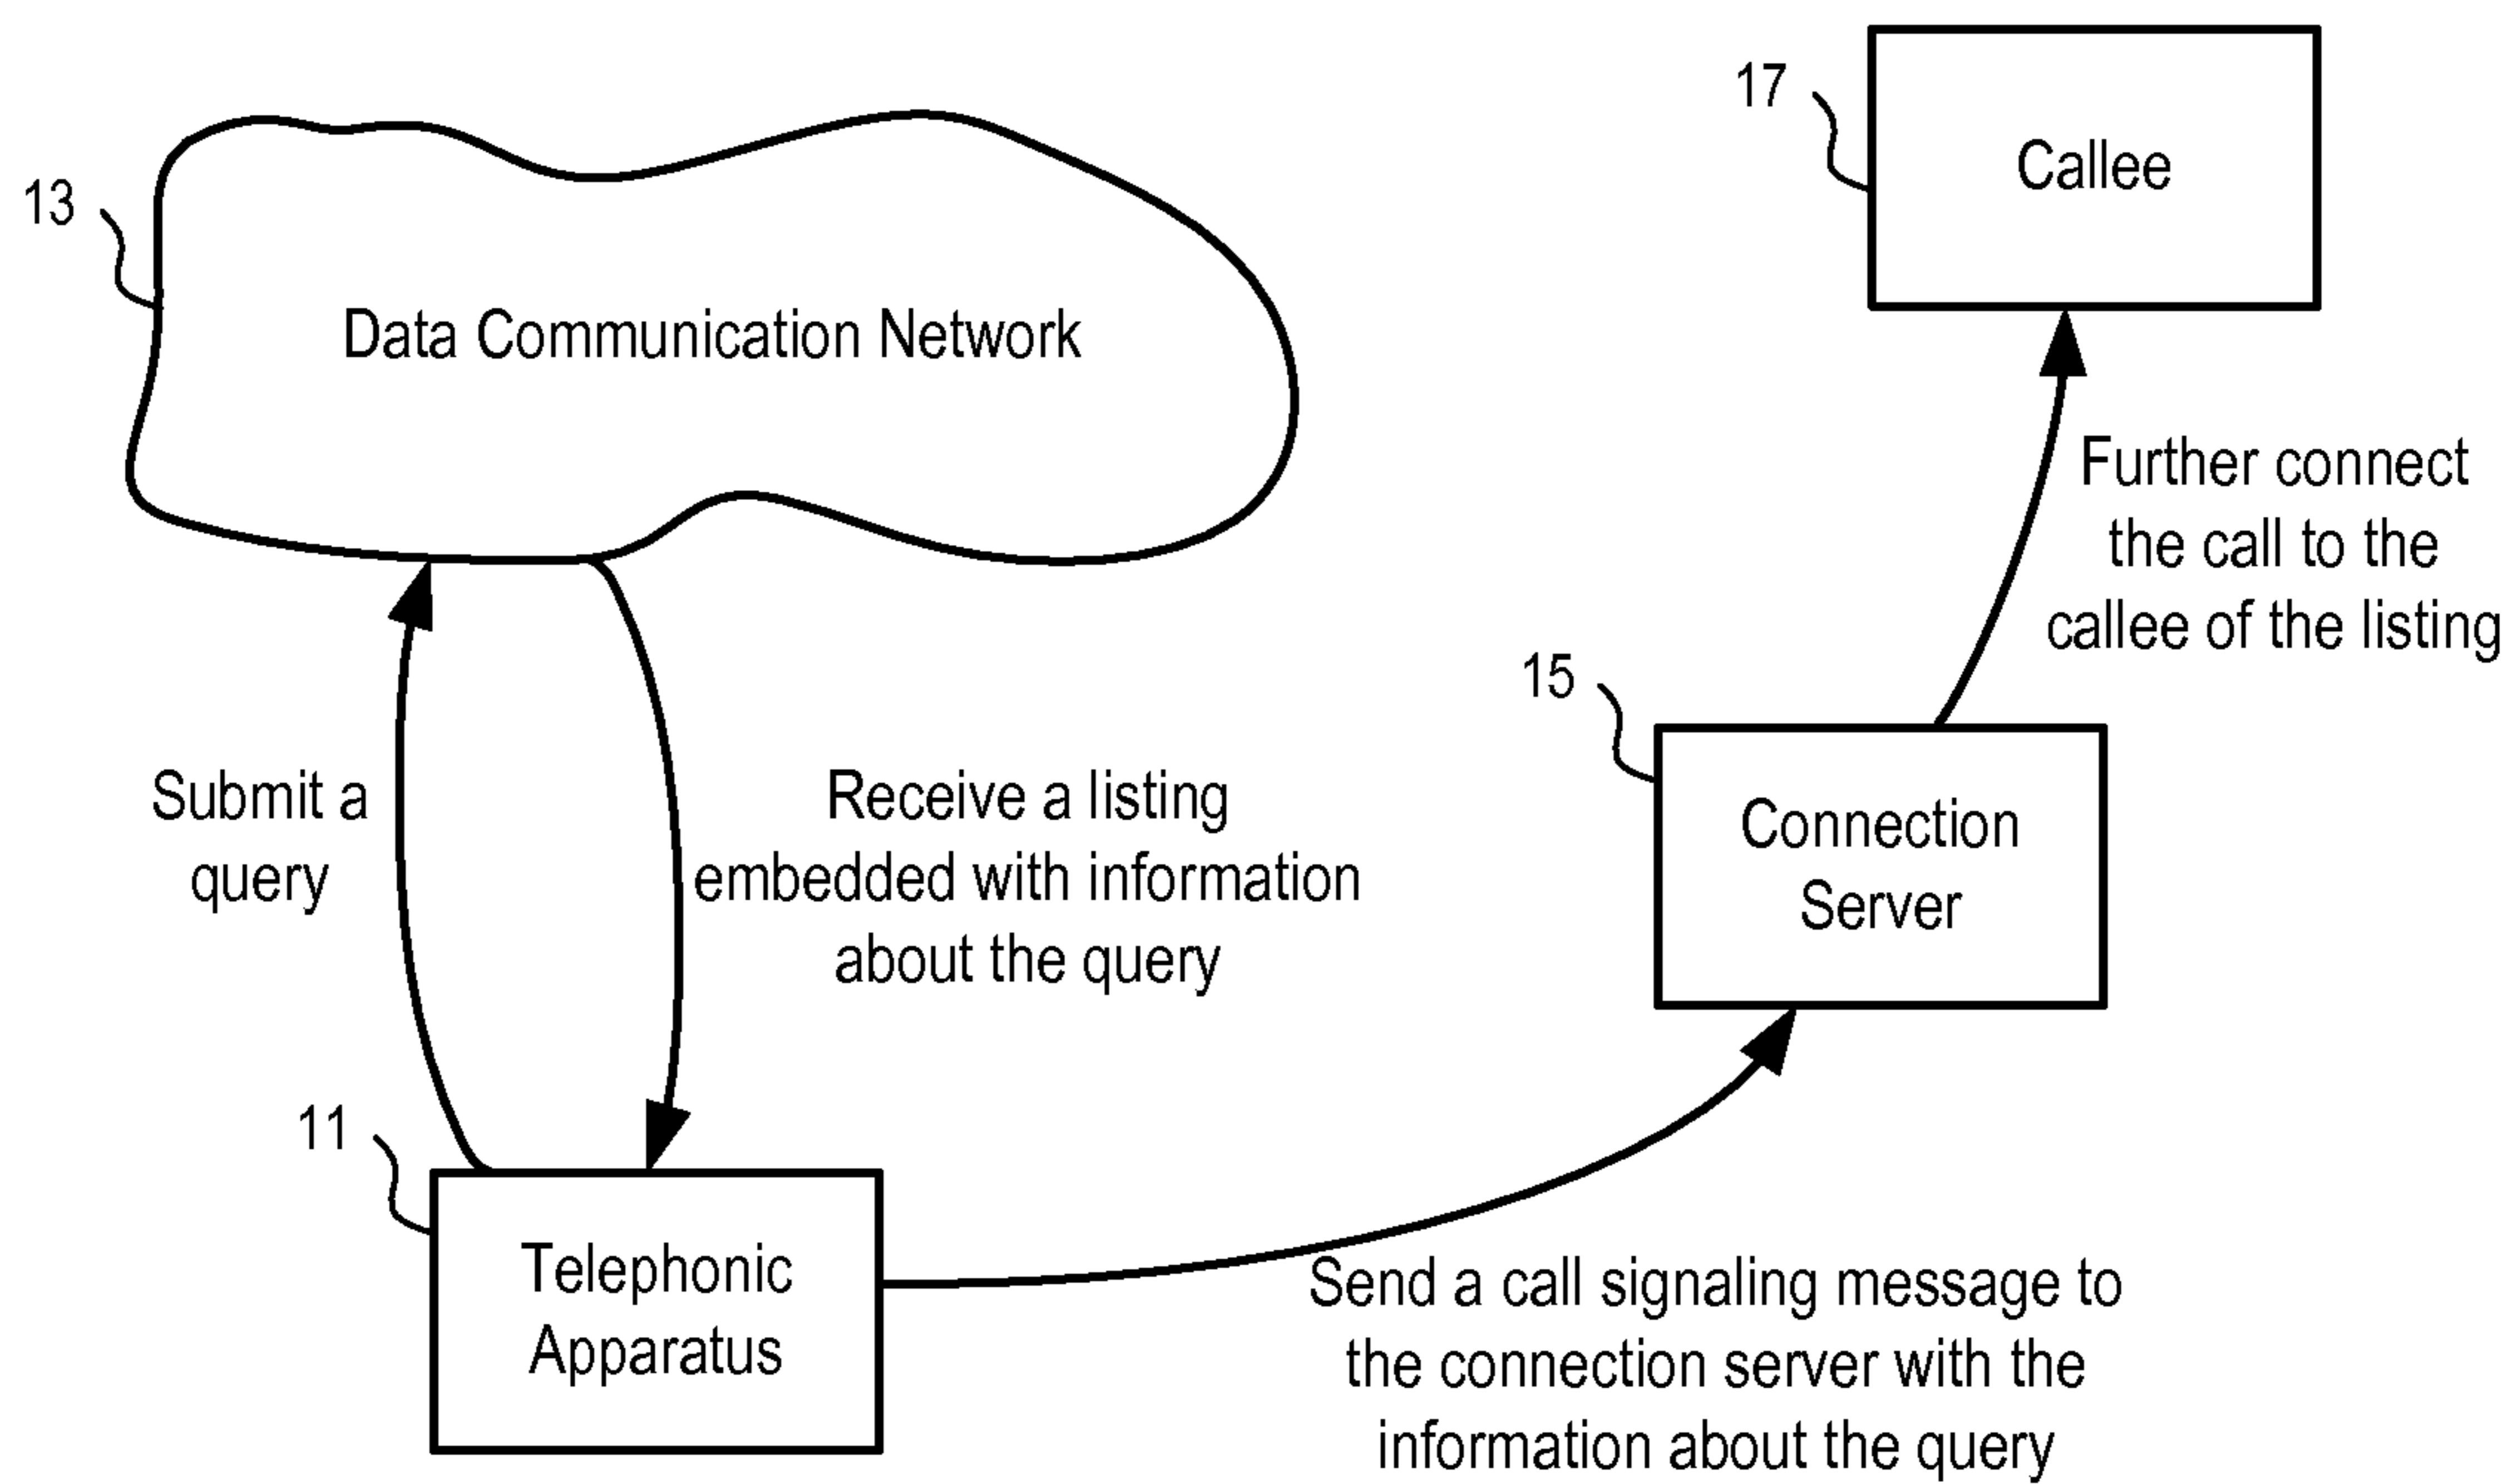 17
Callee
13
Data Communication Network
Further connect
the call to the
callee of the listing
15
Submit a
query
Receive a listing
embedded with information
about the query
Connection
Server
11
Telephonic
Apparatus
Send a call signaling message to
the connection server with the
information about the query